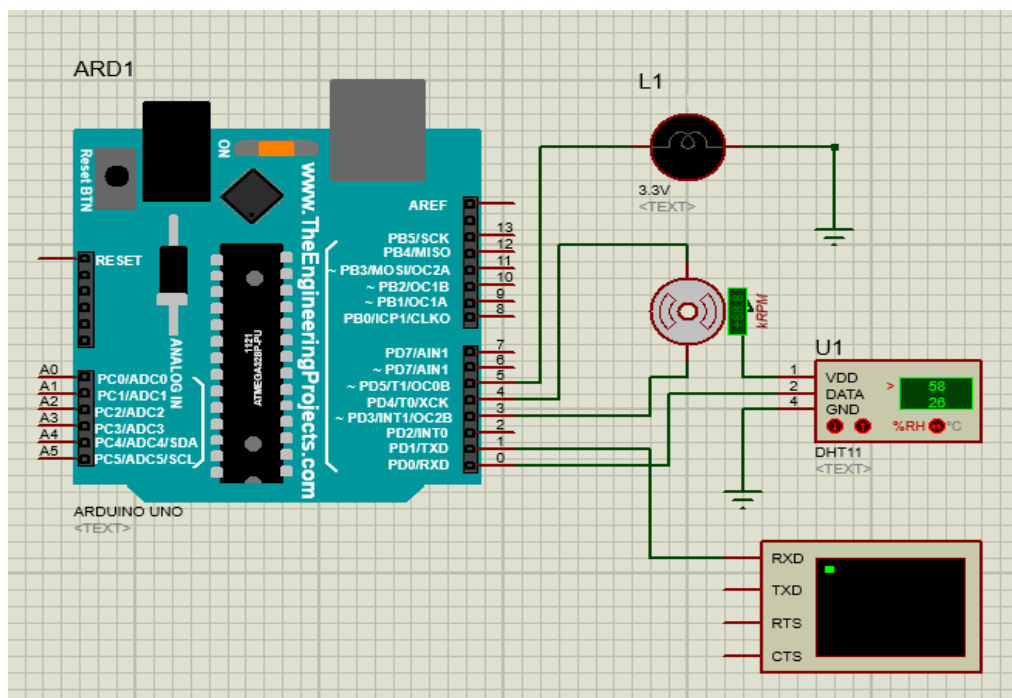 ARD1
L1
Reset BTN
ON
www.TheEngineeringProjects.com
3.3V
<TEXT>
AREF
PB5/SCK 13
PB4/MISO 12
~ PB3/MOSI/OC2A 11
~ PB2/OC1B 10
~ PB1/OC1A 9
PB0/ICP1/CLKO 8
RESET
1121
ATMEGA328P-PU
ANALOG IN
PD7/AIN1 7
~ PD7/AIN1 6
~ PD5/T1/OC0B 5
PD4/T0/XCK 4
~ PD3/INT1/OC2B 3
PD2/INT0 2
PD1/TXD 1
PD0/RXD 0
A0 PC0/ADC0
A1 PC1/ADC1
A2 PC2/ADC2
A3 PC3/ADC3
A4 PC4/ADC4/SDA
A5 PC5/ADC5/SCL
ARDUINO UNO
<TEXT>
+88.8
kRPM
U1
1 VDD
2 DATA
4 GND
> 58
26
%RH °C
DHT11
<TEXT>
RXD
TXD
RTS
CTS